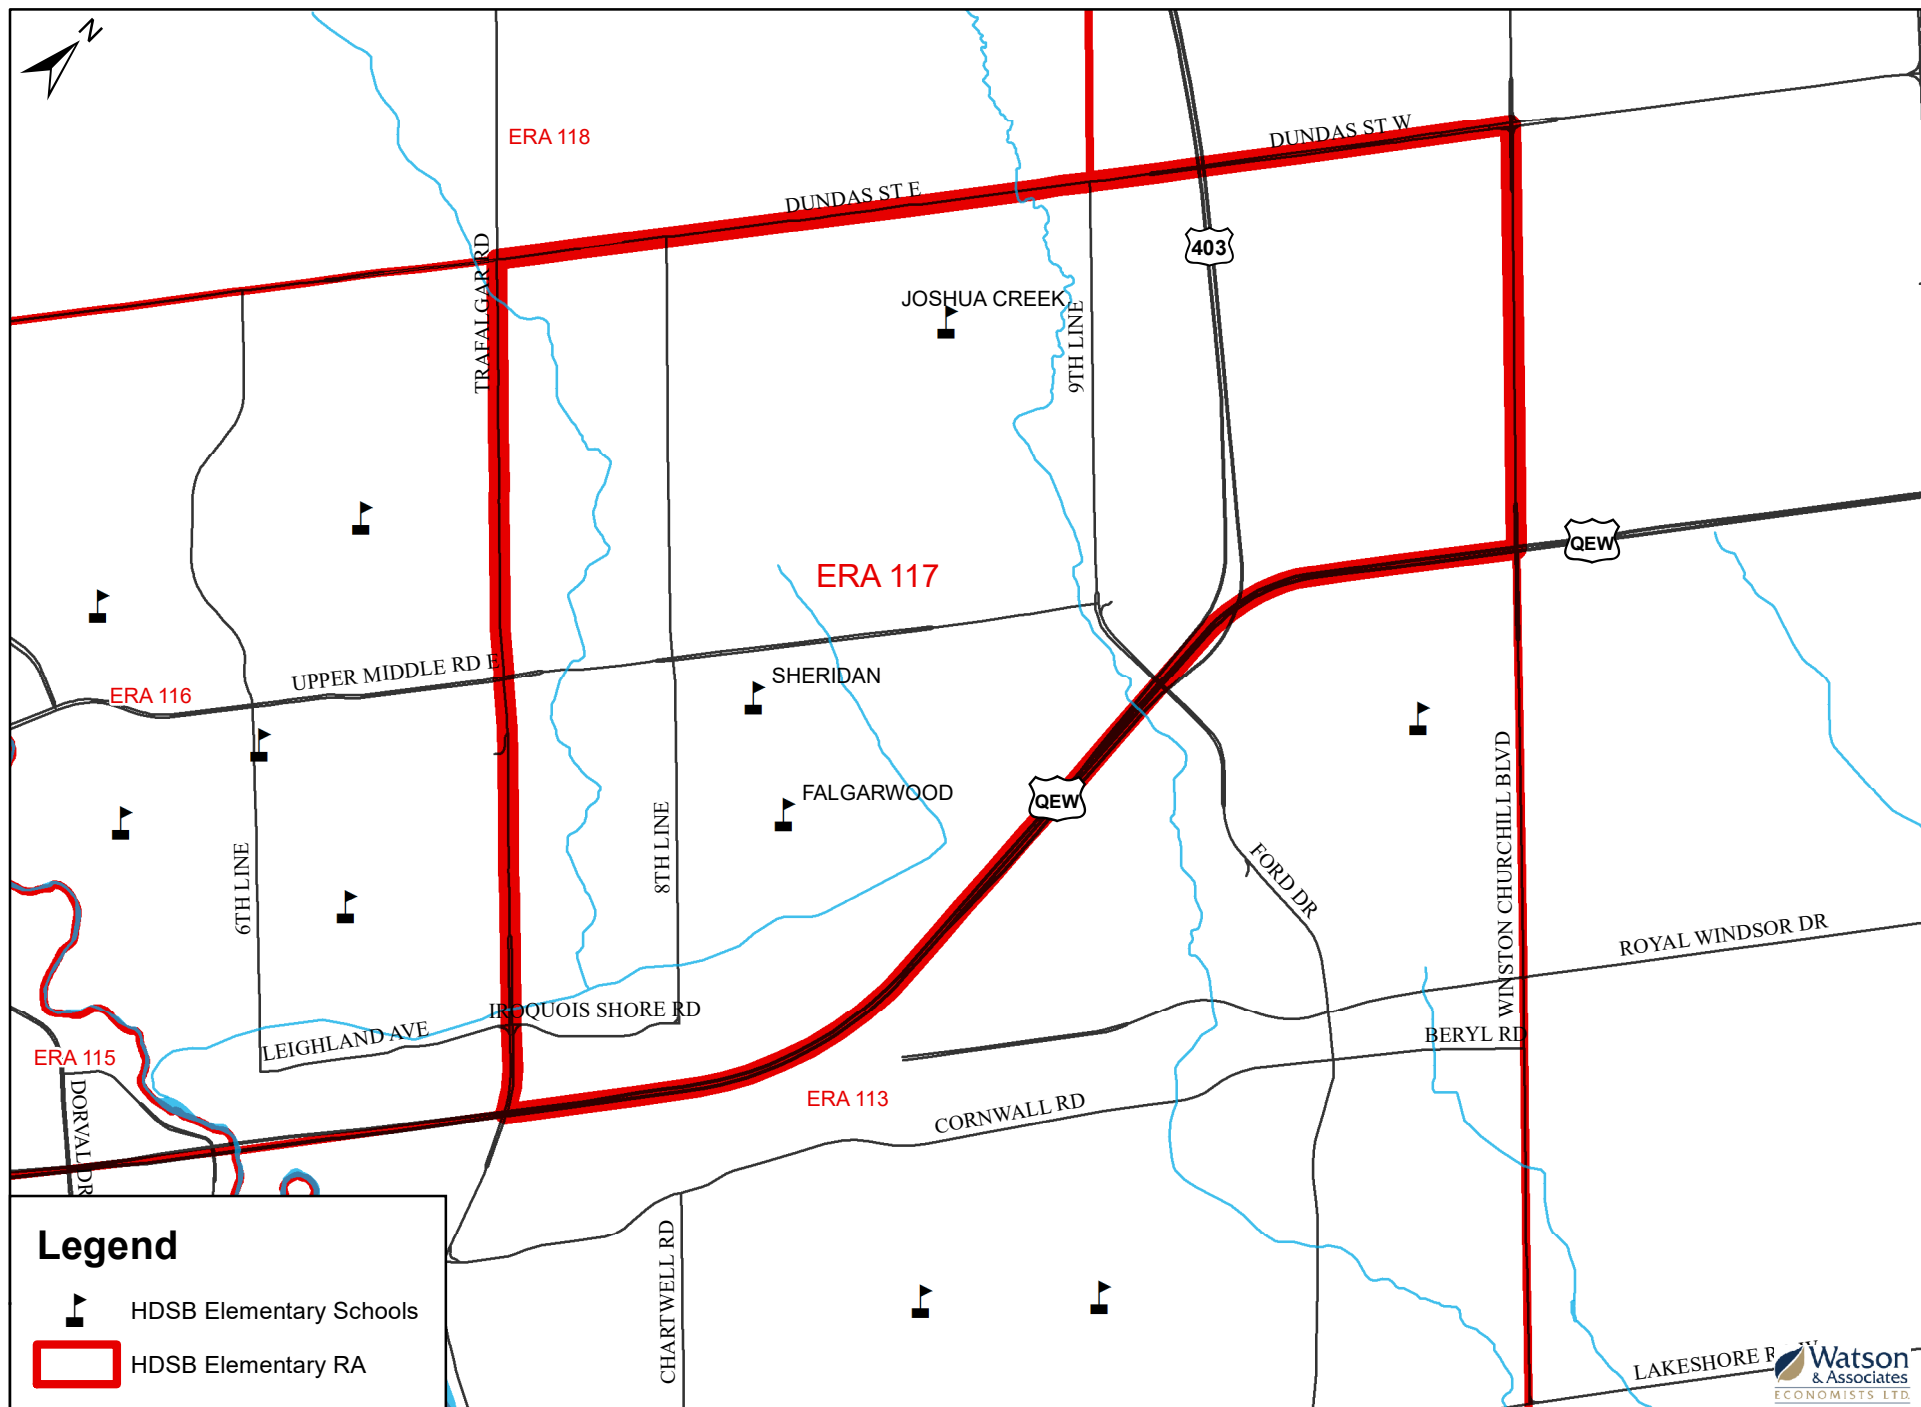 N
ERA 118
DUNDAS ST W
DUNDAS ST E
TRAFALGAR RD
403
JOSHUA CREEK
9TH LINE
QEW
ERA 117
UPPER MIDDLE RD E
ERA 116
SHERIDAN
FALGARWOOD
QEW
8TH LINE
6TH LINE
FORD DR
WINSTON CHURCHILL BLVD
ROYAL WINDSOR DR
IROQUOIS SHORE RD
LEIGHLAND AVE
BERYL RD
ERA 115
DORVAL DR
ERA 113
CORNWALL RD
CHARTWELL RD
Legend
HDSB Elementary Schools
HDSB Elementary RA
LAKESHORE
Watson
& Associates
ECONOMISTS LTD.